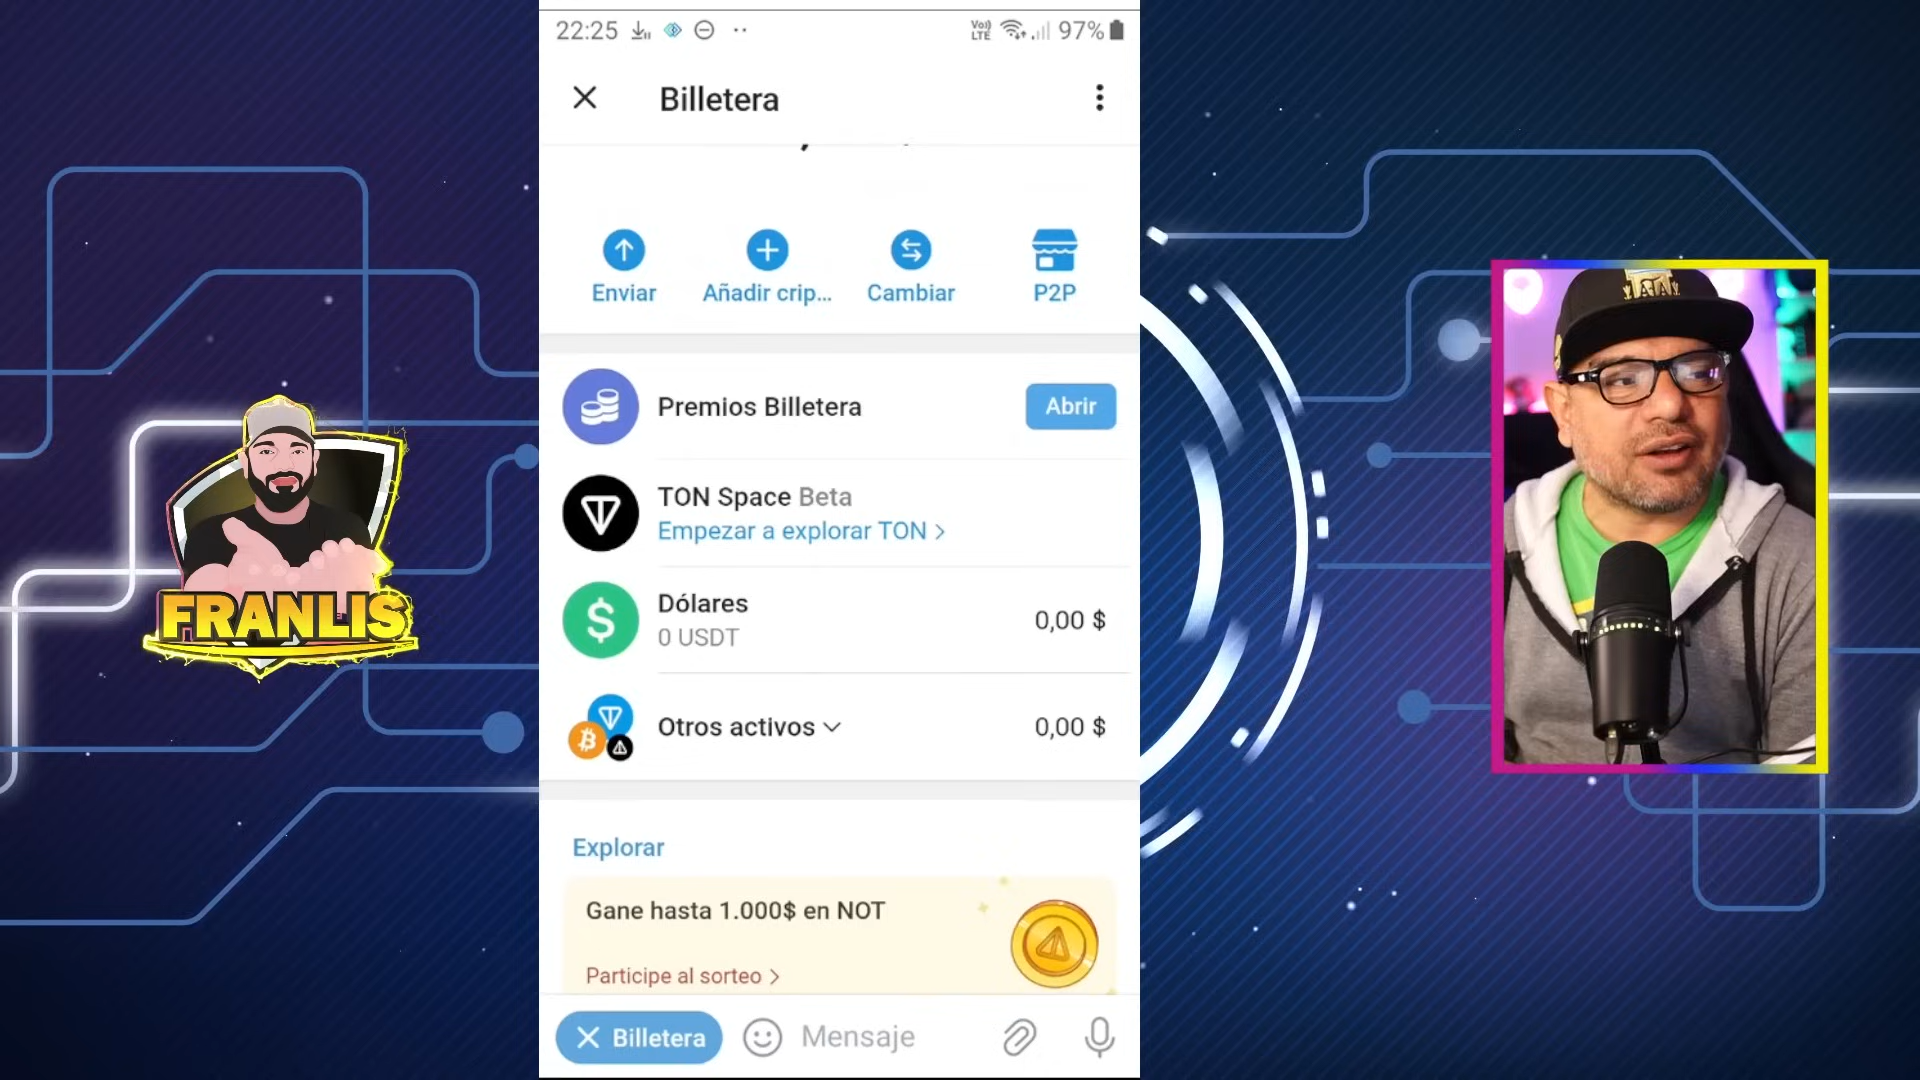 22:25
Vo)) LTE
97%
Billetera
Enviar
Añadir crip...
Cambiar
P2P
Premios Billetera
Abrir
TON Space Beta
Empezar a explorar TON >
Dólares
0,00 $
0 USDT
Otros activos
0,00 $
Explorar
Gane hasta 1.000$ en NOT
Participe al sorteo >
Billetera
Mensaje
FRANLIS